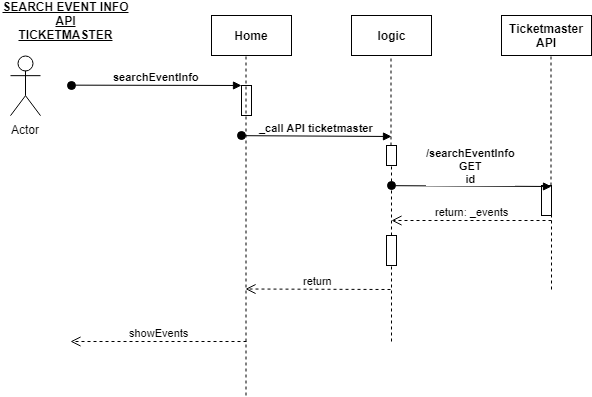 SEARCH EVENT INFO
API
TICKETMASTER
Home
logic
Ticketmaster
API
searchEventInfo
Actor
_call API ticketmaster
/searchEventInfo
GET
id
return: _events
return
showEvents